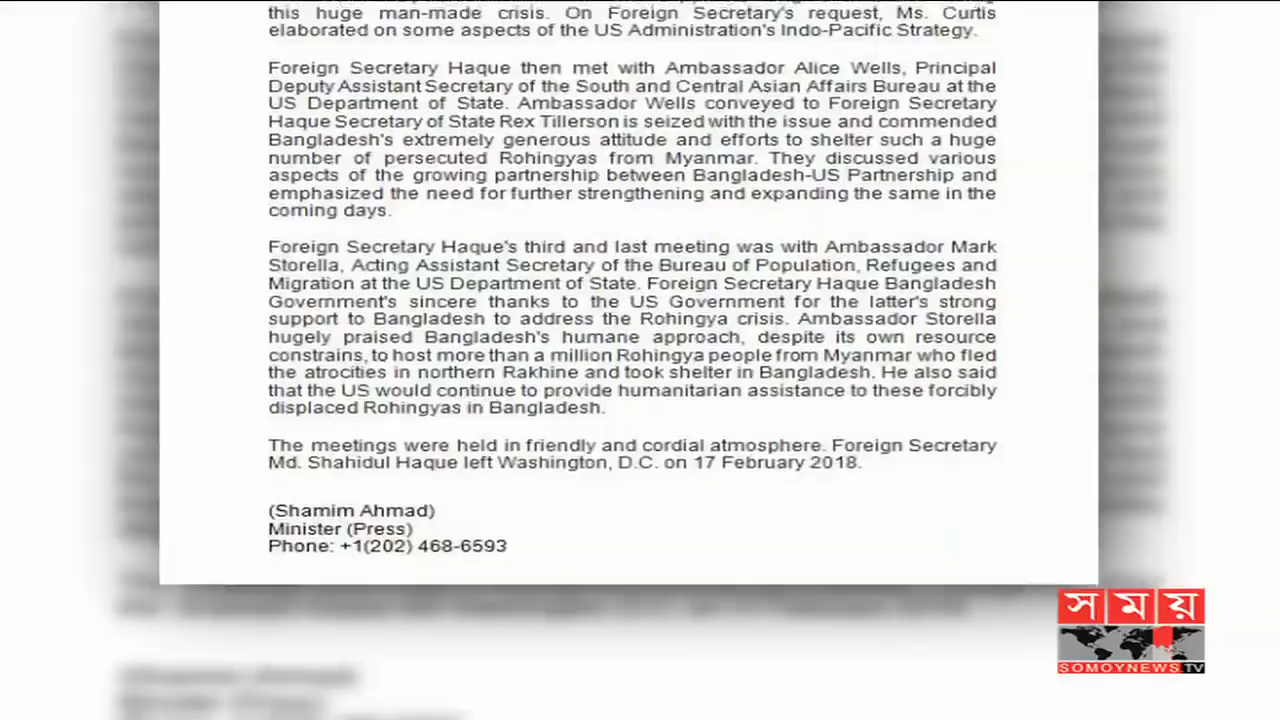 this huge man-made crisis. On Foreign Secretary's request, Ms. Curtis
elaborated on some aspects of the US Administration's Indo-Pacific Strategy.
Foreign Secretary Haque then met with Ambassador Alice Wells, Principal
Deputy Assistant Secretary of the South and Central Asian Affairs Bureau at the
US Department of State. Ambassador Wells conveyed to Foreign Secretary
Haque Secretary of State Rex Tillerson is seized with the issue and commended
Bangladesh's extremely generous attitude and efforts to shelter such a huge
number of persecuted Rohingyas from Myanmar. They discussed various
aspects of the growing partnership between Bangladesh-US Partnership and
emphasized the need for further strengthening and expanding the same in the
coming days.
Foreign Secretary Haque's third and last meeting was with Ambassador Mark
Storella, Acting Assistant Secretary of the Bureau of Population, Refugees and
Migration at the US Department of State. Foreign Secretary Haque Bangladesh
Government's sincere thanks to the US Government for the latter's strong
support to Bangladesh to address the Rohingya crisis. Ambassador Storella
hugely praised Bangladesh's humane approach, despite its own resource
constrains, to host more than a million Rohingya people from Myanmar who fled
the atrocities in northern Rakhine and took shelter in Bangladesh. He also said
that the US would continue to provide humanitarian assistance to these forcibly
displaced Rohingyas in Bangladesh.
The meetings were held in friendly and cordial atmosphere. Foreign Secretary
Md. Shahidul Haque left Washington, D.C. on 17 February 2018.
(Shamim Ahmad)
Minister (Press)
Phone: +1(202) 468-6593
সময়
SOMOYNEWS.TV